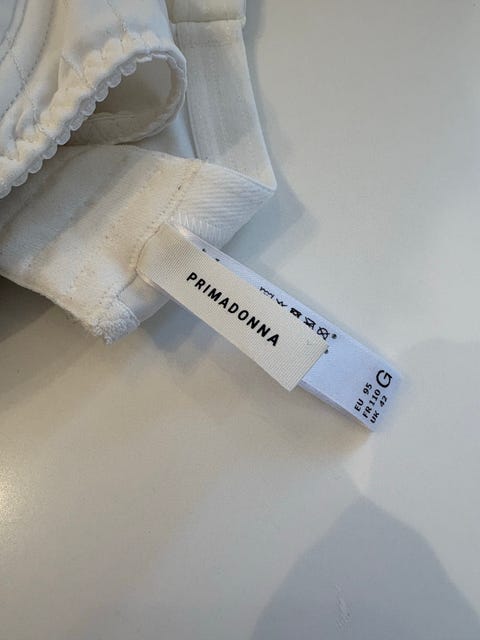 PRIMADONNA
EU 95
FR 110
UK 42
G